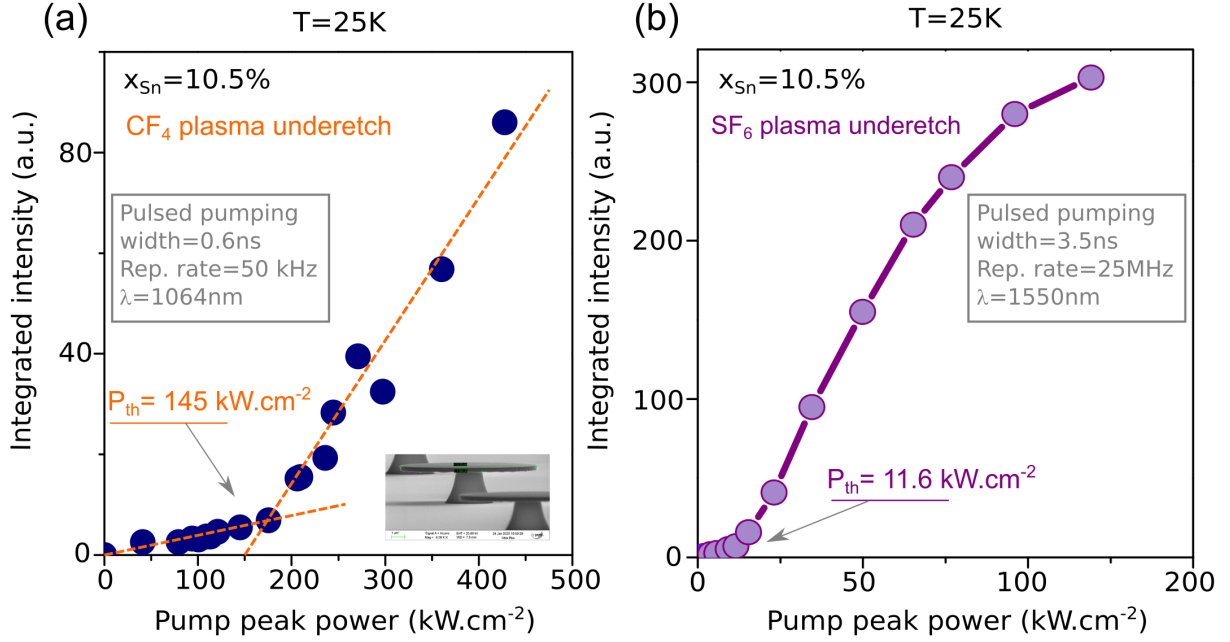 (a)
T=25K
x_Sn=10.5%
CF₄ plasma underetch
Pulsed pumping
width=0.6ns
Rep. rate=50 kHz
λ=1064nm
P_th= 145 kW.cm⁻²
Integrated intensity (a.u.)
80
40
0
0 100 200 300 400 500
Pump peak power (kW.cm⁻²)
(b)
T=25K
x_Sn=10.5%
SF₆ plasma underetch
Pulsed pumping
width=3.5ns
Rep. rate=25MHz
λ=1550nm
P_th= 11.6 kW.cm⁻²
Integrated intensity (a.u.)
300
200
100
0
0 50 100 200
Pump peak power (kW.cm⁻²)